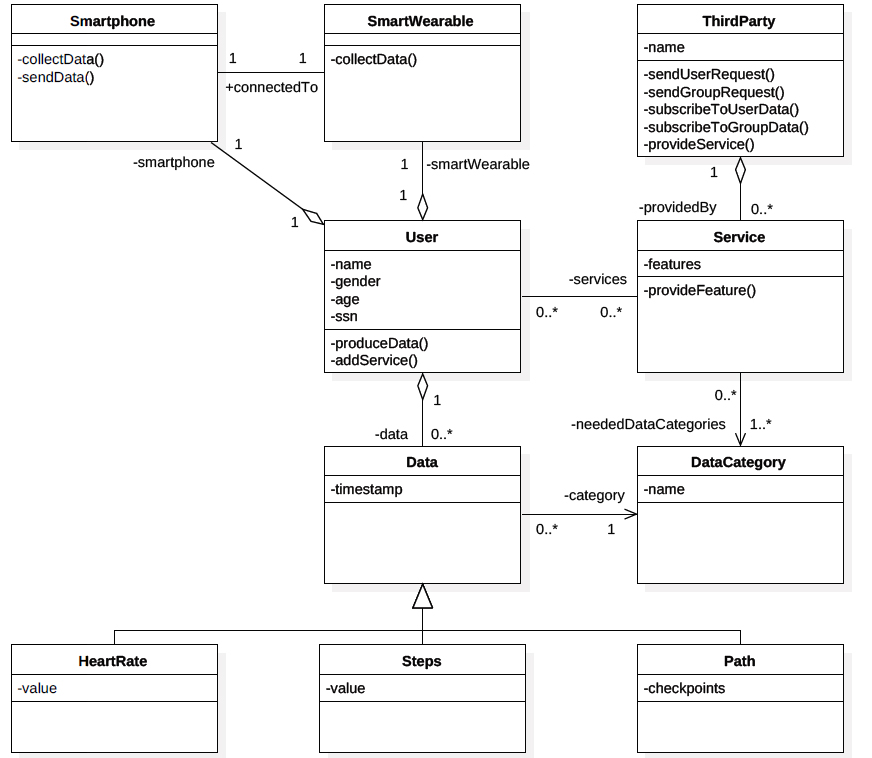 Smartphone
-collectData()
-sendData()
1
1
+connectedTo
SmartWearable
-collectData()
ThirdParty
-name
-sendUserRequest()
-sendGroupRequest()
-subscribeToUserData()
-subscribeToGroupData()
-provideService()
1
-smartphone
1
1
-smartWearable
1
1
-providedBy
0..*
User
-name
-gender
-age
-ssn
-produceData()
-addService()
-services
0..*
0..*
Service
-features
-provideFeature()
1
-data
0..*
0..*
-neededDataCategories
1..*
Data
-timestamp
-category
0..*
1
DataCategory
-name
HeartRate
-value
Steps
-value
Path
-checkpoints